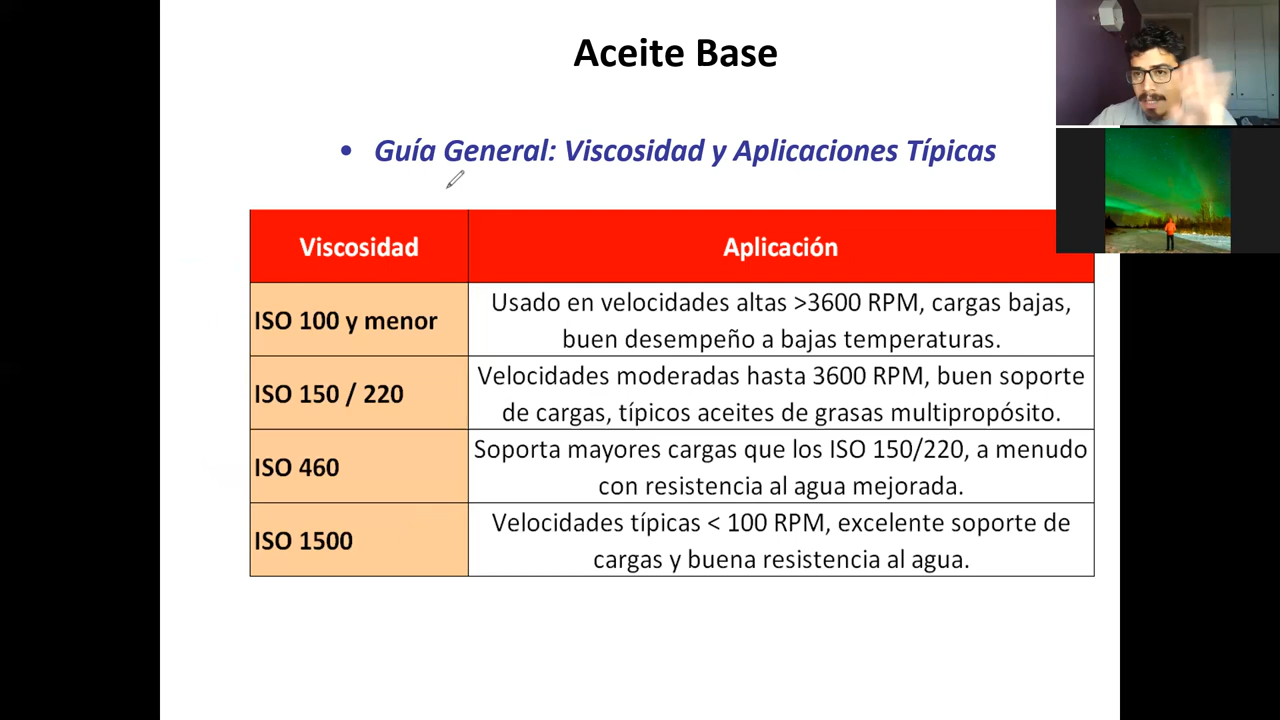 Aceite Base
• Guía General: Viscosidad y Aplicaciones Típicas
Viscosidad
Aplicación
ISO 100 y menor
Usado en velocidades altas >3600 RPM, cargas bajas,
buen desempeño a bajas temperaturas.
ISO 150 / 220
Velocidades moderadas hasta 3600 RPM, buen soporte
de cargas, típicos aceites de grasas multipropósito.
ISO 460
Soporta mayores cargas que los ISO 150/220, a menudo
con resistencia al agua mejorada.
ISO 1500
Velocidades típicas < 100 RPM, excelente soporte de
cargas y buena resistencia al agua.